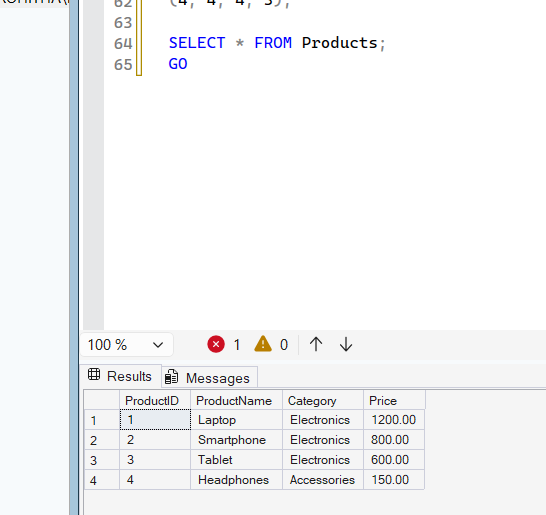 62 (4, 4, 4, 3);
63
64 SELECT * FROM Products;
65 GO
100 % 1 0
Results Messages
ProductID ProductName Category Price
1 1 Laptop Electronics 1200.00
2 2 Smartphone Electronics 800.00
3 3 Tablet Electronics 600.00
4 4 Headphones Accessories 150.00